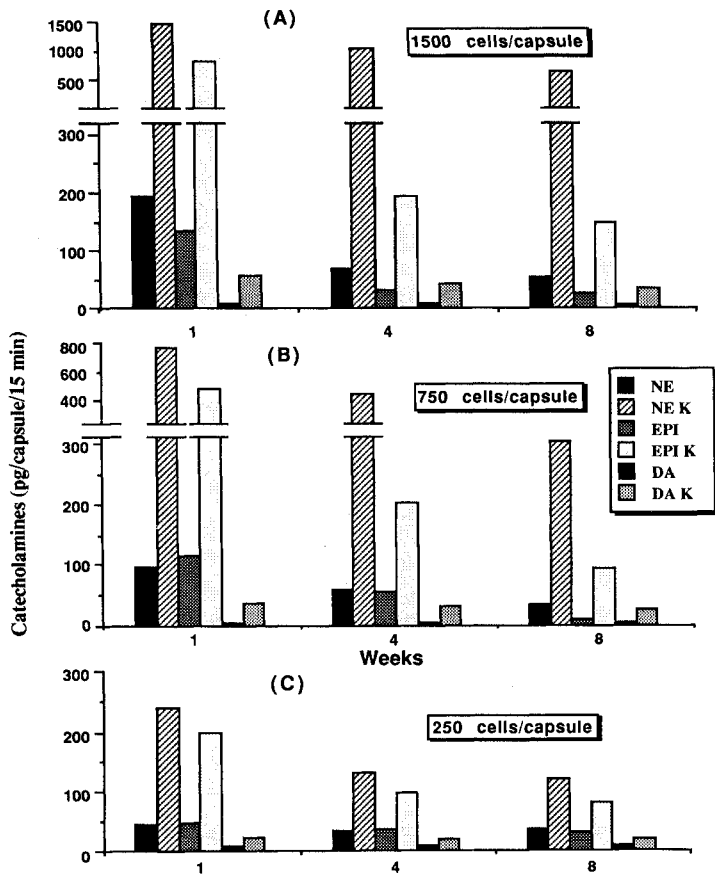 (A)
1500 cells/capsule
1500
1000
500
300
200
100
0
1
4
8
(B)
750 cells/capsule
800
600
400
300
200
100
0
1
4
8
Weeks
NE
NE K
EPI
EPI K
DA
DA K
Catecholamines (pg/capsule/15 min)
(C)
250 cells/capsule
300
200
100
0
1
4
8